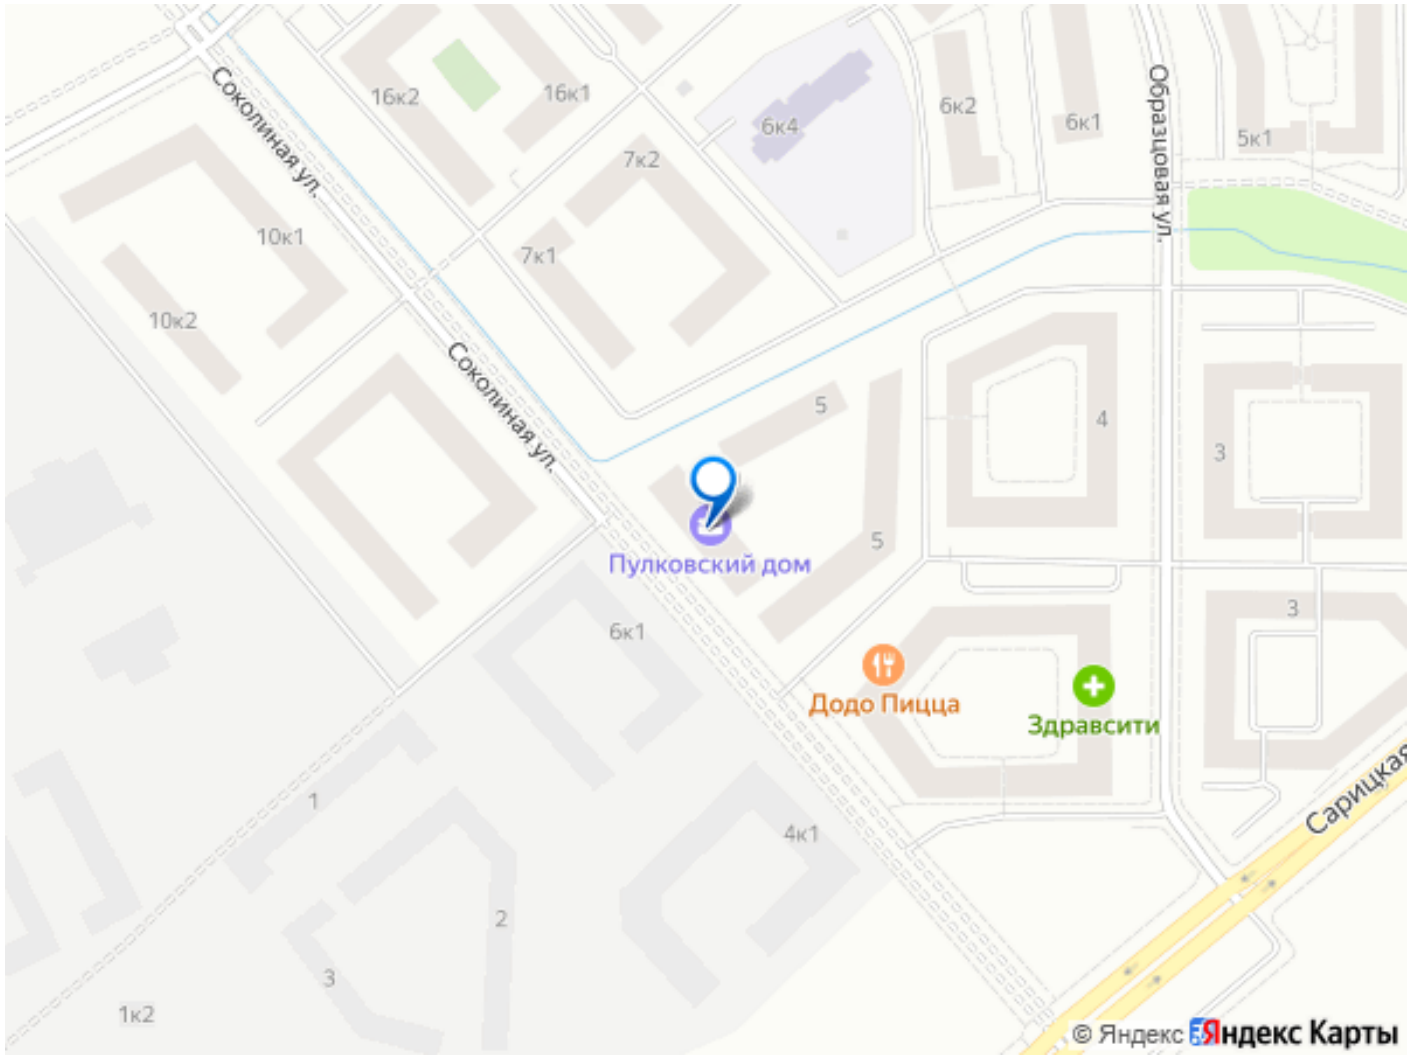 Соколиная ул.
16к2
16к1
7к2
6к4
6к2
6к1
Образцовая ул.
5к1
10к1
7к1
10к2
Соколиная ул.
5
4
3
5
Пулковский дом
3
6к1
Додо Пицца
Здравсити
1
4к1
Сарицкая
2
3
1к2
© Яндекс Яндекс Карты